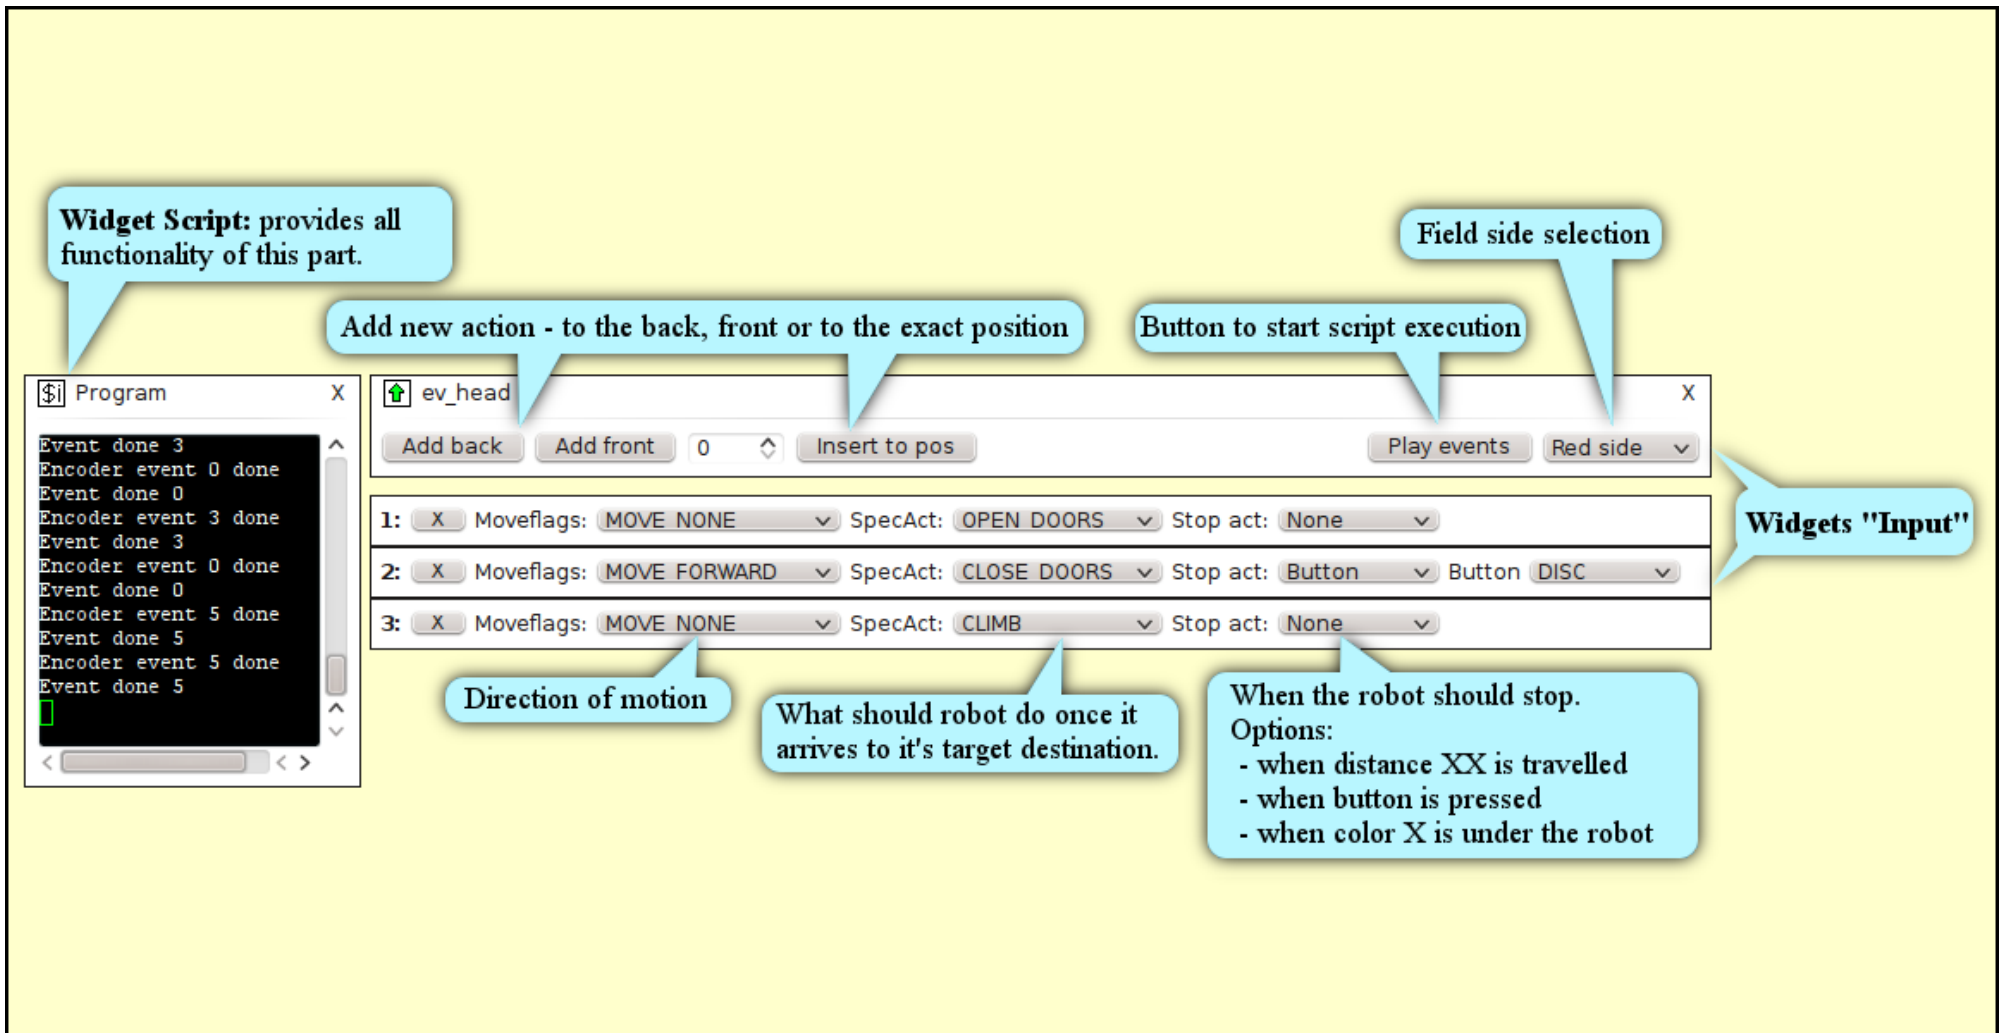 Widget Script: provides all
functionality of this part.
Field side selection
Add new action - to the back, front or to the exact position
Button to start script execution
$i Program X
ev_head X
Event done 3
Encoder event 0 done
Event done 0
Encoder event 3 done
Event done 3
Encoder event 0 done
Event done 0
Encoder event 5 done
Event done 5
Encoder event 5 done
Event done 5
Add back Add front 0 Insert to pos Play events Red side
1: X Moveflags: MOVE_NONE SpecAct: OPEN_DOORS Stop act: None
2: X Moveflags: MOVE_FORWARD SpecAct: CLOSE_DOORS Stop act: Button Button DISC
3: X Moveflags: MOVE_NONE SpecAct: CLIMB Stop act: None
Widgets "Input"
Direction of motion
What should robot do once it
arrives to it's target destination.
When the robot should stop.
Options:
- when distance XX is travelled
- when button is pressed
- when color X is under the robot